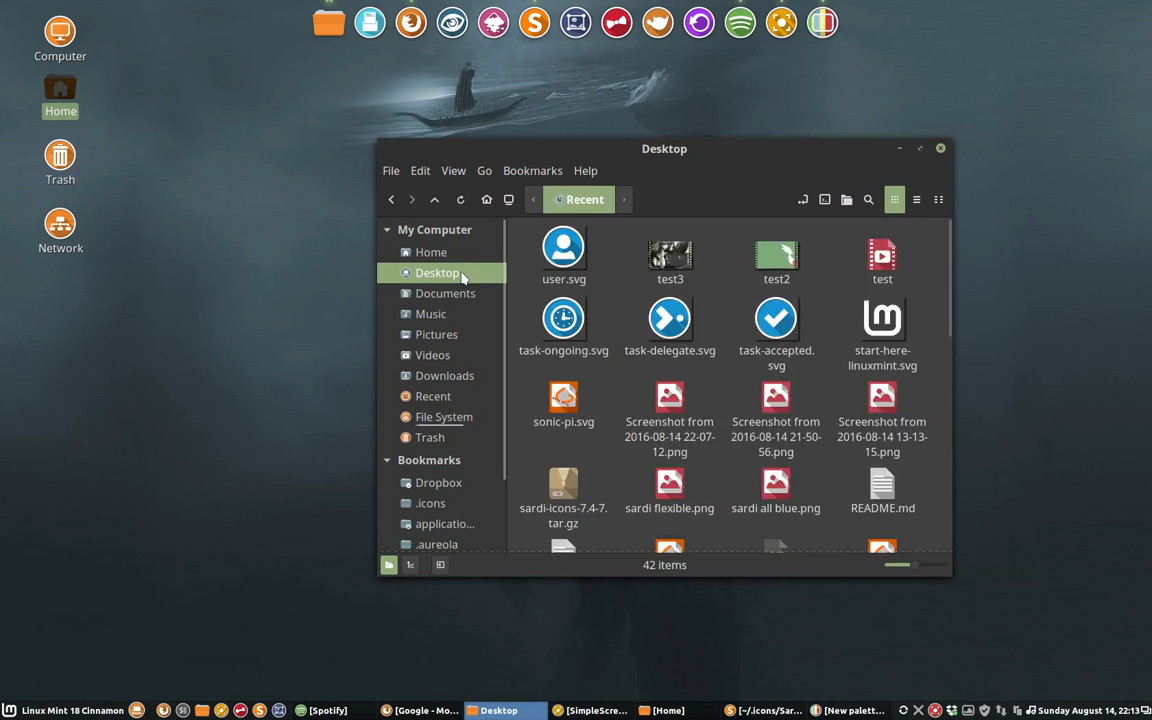 Computer
Home
Trash
Network
Desktop
File Edit View Go Bookmarks Help
Recent
My Computer
Home
Desktop
Documents
Music
Pictures
Videos
Downloads
Recent
File System
Trash
Bookmarks
Dropbox
.icons
applicatio...
.aureola
user.svg
test3
test2
test
task-ongoing.svg
task-delegate.svg
task-accepted.
svg
start-here-
linuxmint.svg
sonic-pi.svg
Screenshot from
2016-08-14 22-07-
12.png
Screenshot from
2016-08-14 21-50-
56.png
Screenshot from
2016-08-14 13-13-
15.png
sardi-icons-7.4-7.
tar.gz
sardi flexible.png
sardi all blue.png
README.md
42 items
Linux Mint 18 Cinnamon
[Spotify]
[Google - Mo...
Desktop
[SimpleScre...
[Home]
[~/.icons/Sar...
[New palett...
Sunday August 14, 22:13